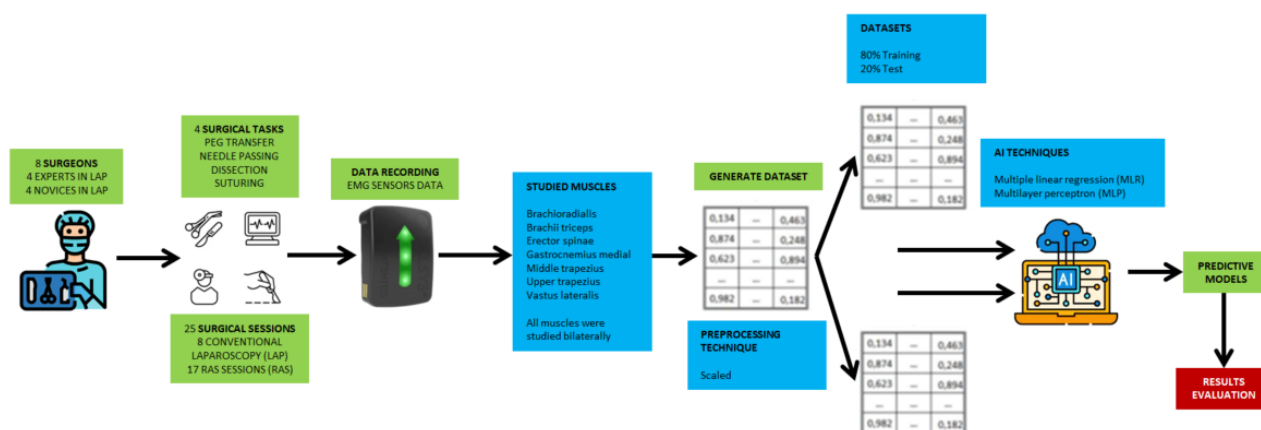 8 SURGEONS
4 EXPERTS IN LAP
4 NOVICES IN LAP
4 SURGICAL TASKS
PEG TRANSFER
NEEDLE PASSING
DISSECTION
SUTURING
25 SURGICAL SESSIONS
8 CONVENTIONAL
LAPAROSCOPY (LAP)
17 RAS SESSIONS (RAS)
DATA RECORDING
EMG SENSORS DATA
STUDIED MUSCLES
Brachioradialis
Brachii triceps
Erector spinae
Gastrocnemius medial
Middle trapezius
Upper trapezius
Vastus lateralis
All muscles were
studied bilaterally
GENERATE DATASET
0,134 ... 0,463
0,874 ... 0,248
0,623 ... 0,894
... ... ...
0,982 ... 0,182
PREPROCESSING
TECHNIQUE
Scaled
DATASETS
80% Training
20% Test
0,134 ... 0,463
0,874 ... 0,248
0,623 ... 0,894
... ... ...
0,982 ... 0,182
0,134 ... 0,463
0,874 ... 0,248
0,623 ... 0,894
... ... ...
0,982 ... 0,182
AI TECHNIQUES
Multiple linear regression (MLR)
Multilayer perceptron (MLP)
AI
PREDICTIVE
MODELS
RESULTS
EVALUATION